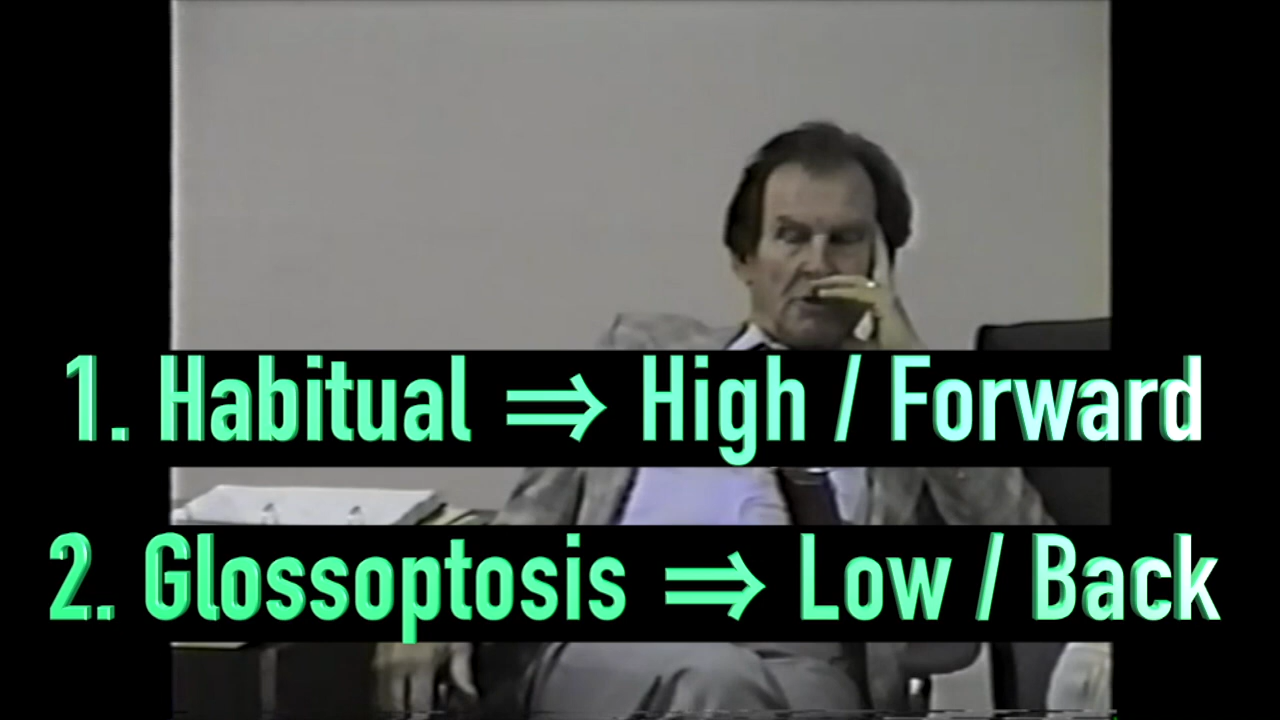 1. Habitual ⇒ High / Forward
2. Glossoptosis ⇒ Low / Back